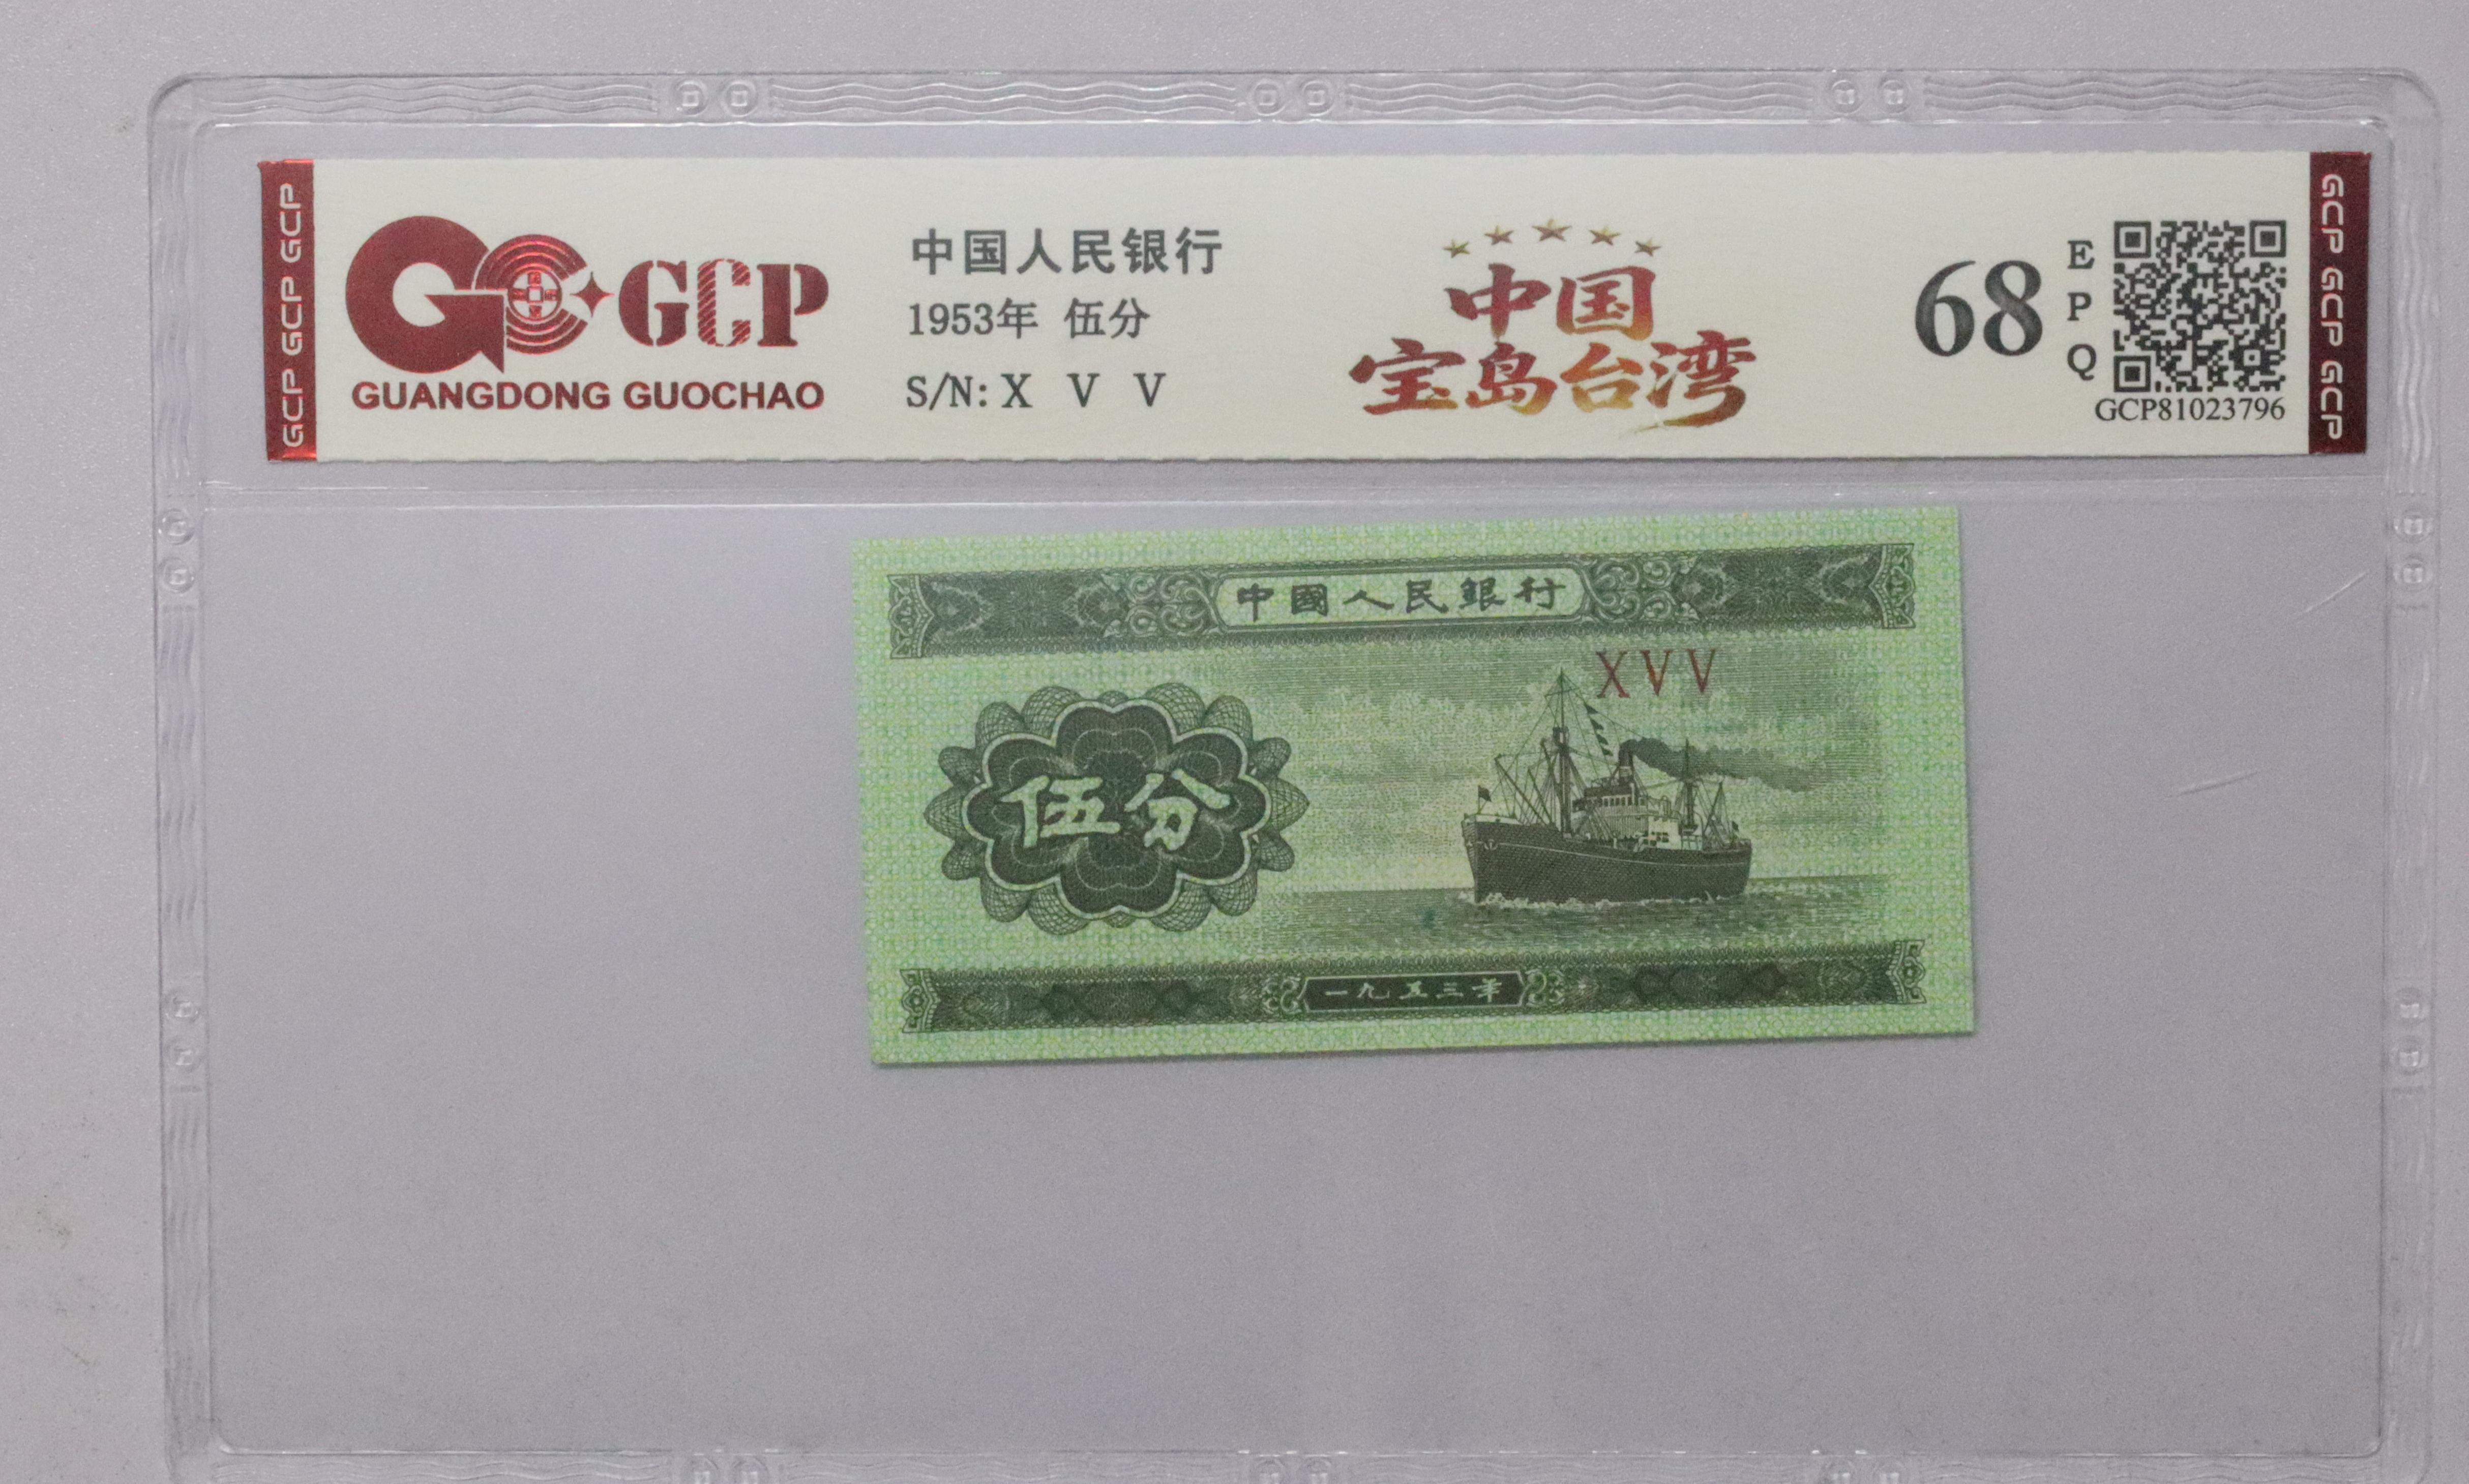 GCP GCP GCP
GCP
GUANGDONG GUOCHAO
中国人民银行
1953年 伍分
S/N: X V V
中国
宝岛台湾
68
E
P
Q
GCP81023796
GCP GCP GCP
中國人民銀行
XVV
伍分
一九五三年